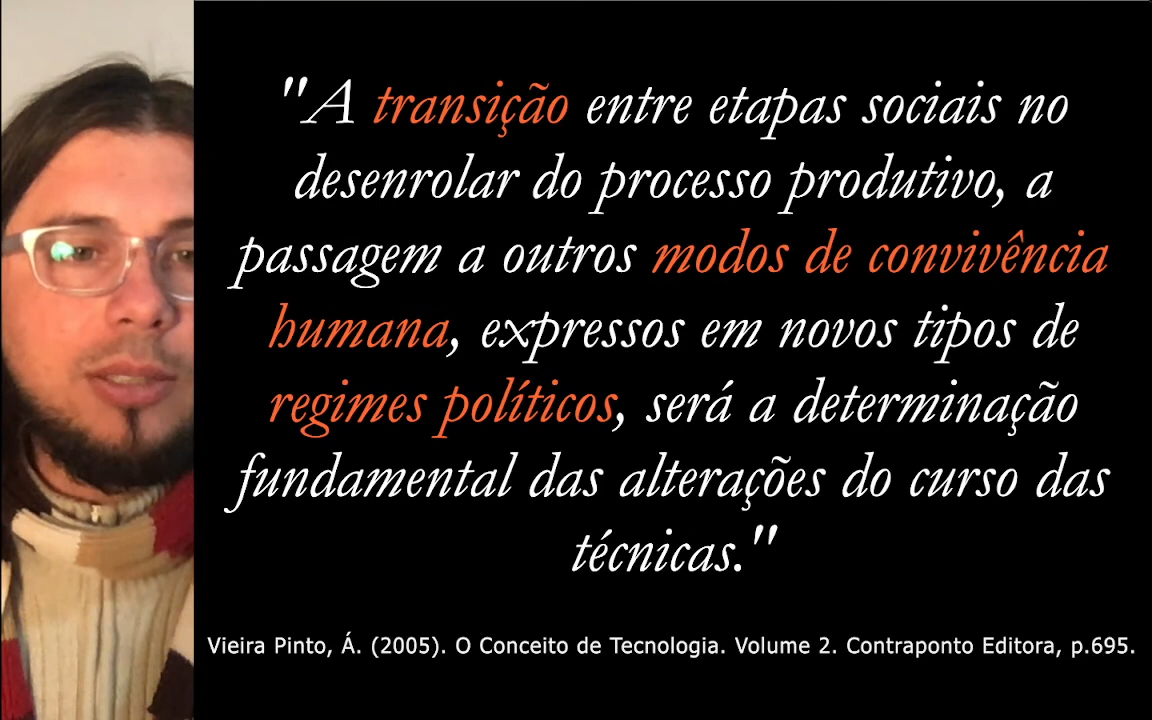 "A transição entre etapas sociais no
desenrolar do processo produtivo, a
passagem a outros modos de convivência
humana, expressos em novos tipos de
regimes políticos, será a determinação
fundamental das alterações do curso das
técnicas."
Vieira Pinto, Á. (2005). O Conceito de Tecnologia. Volume 2. Contraponto Editora, p.695.